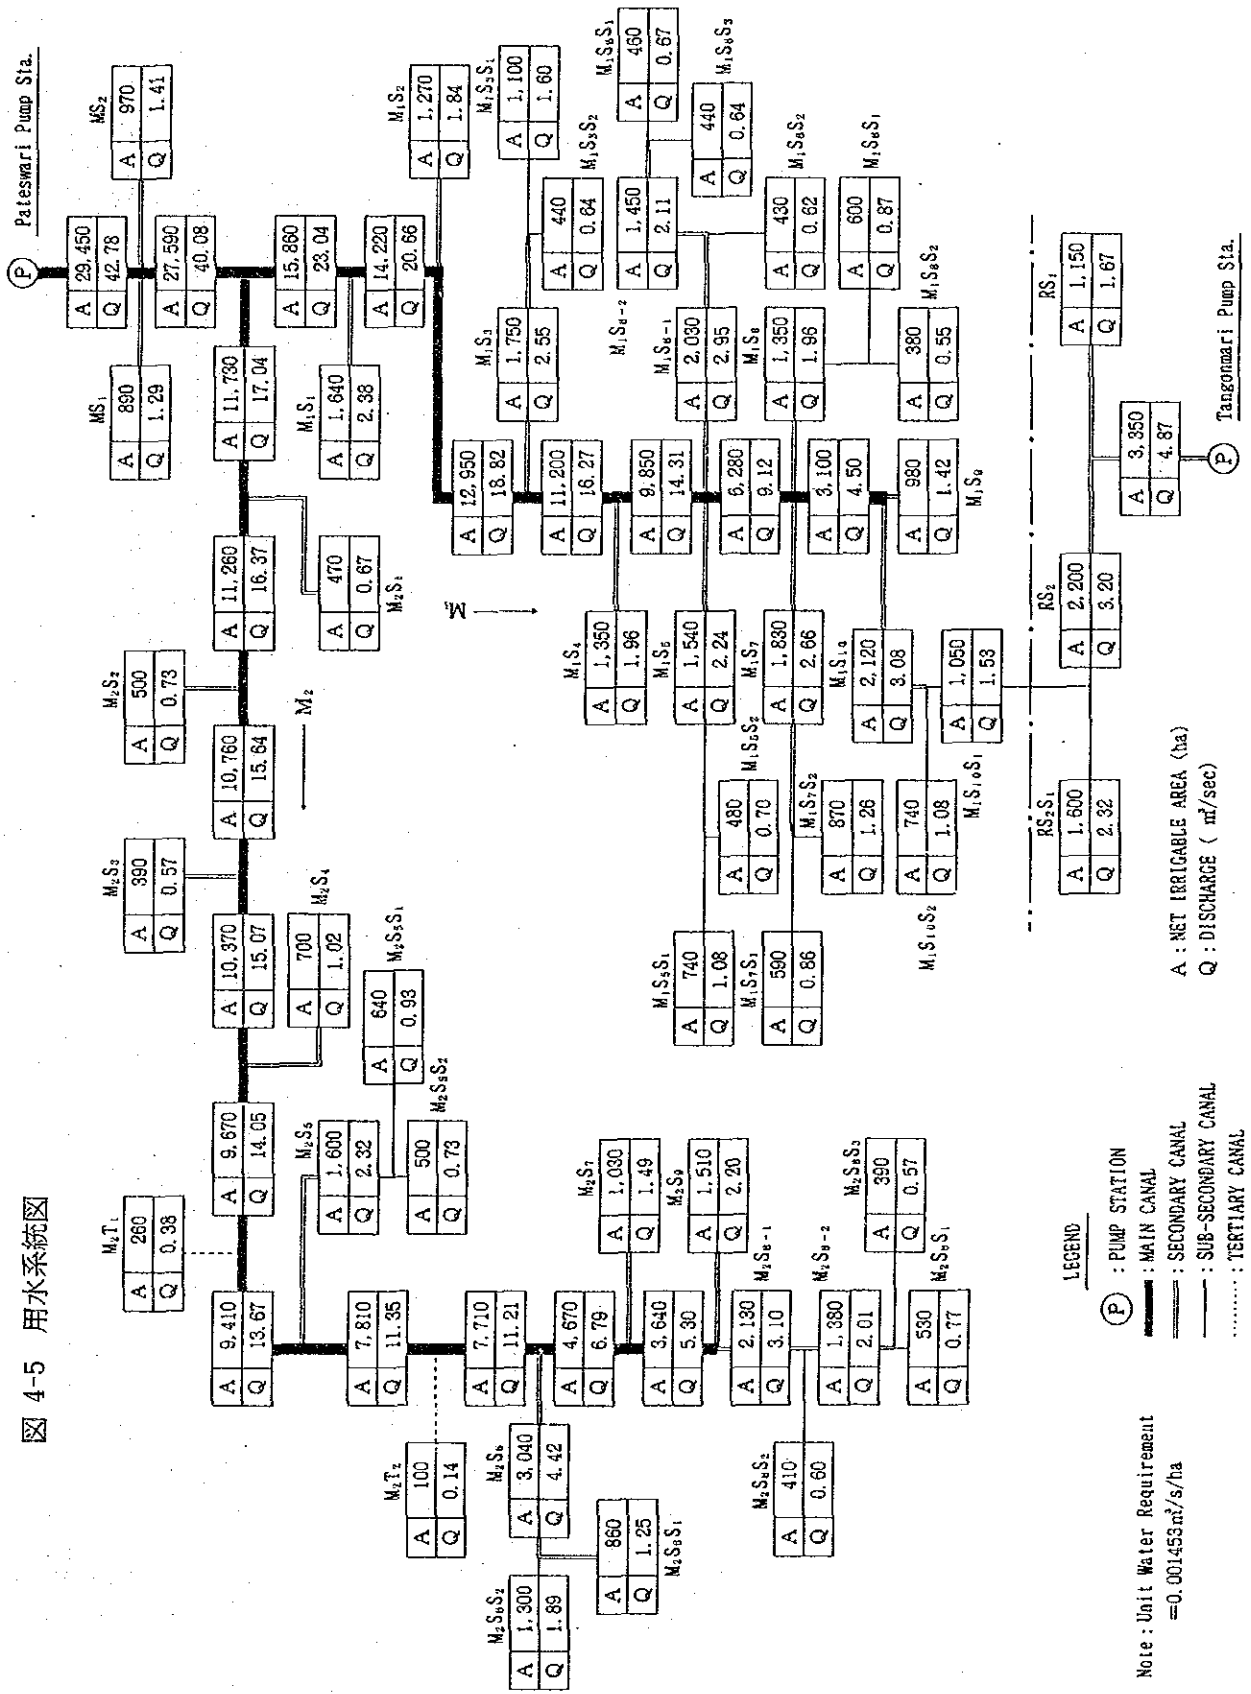 図 4-5 用水系統図
Pateswari Pump Sta.
P
A 29,450
Q 42.78
MS₁
A 890
Q 1.29
MS₂
A 970
Q 1.41
A 27,590
Q 40.08
A 15,860
Q 23.04
M₁S₁
A 1,640
Q 2.38
A 14,220
Q 20.66
M₁S₂
A 1,270
Q 1.84
M₁
A 12,950
Q 18.82
M₁S₃
A 1,750
Q 2.55
M₁S₃S₁
A 1,100
Q 1.60
M₁S₃S₂
A 440
Q 0.64
A 11,200
Q 16.27
M₁S₄
A 1,350
Q 1.96
A 9,850
Q 14.31
M₁S₅
A 1,540
Q 2.24
M₁S₅S₁
A 740
Q 1.08
M₁S₅S₂
A 480
Q 0.70
M₁S₆-1
A 2,030
Q 2.95
M₁S₆-2
A 1,450
Q 2.11
M₁S₆S₁
A 460
Q 0.67
M₁S₆S₃
A 440
Q 0.64
M₁S₆S₂
A 430
Q 0.62
A 6,280
Q 9.12
M₁S₇
A 1,830
Q 2.66
M₁S₇S₁
A 590
Q 0.86
M₁S₇S₂
A 870
Q 1.26
M₁S₈
A 1,350
Q 1.96
M₁S₈S₁
A 600
Q 0.87
M₁S₈S₂
A 380
Q 0.55
A 3,100
Q 4.50
M₁S₉
A 980
Q 1.42
M₁S₁₀
A 2,120
Q 3.08
M₁S₁₀S₁
A 1,050
Q 1.53
M₁S₁₀S₂
A 740
Q 1.08
A 11,730
Q 17.04
M₂S₁
A 470
Q 0.67
A 11,260
Q 16.37
M₂S₂
A 500
Q 0.73
M₂
A 10,760
Q 15.64
M₂S₃
A 390
Q 0.57
A 10,370
Q 15.07
M₂S₄
A 700
Q 1.02
A 9,670
Q 14.05
M₂T₁
A 260
Q 0.38
A 9,410
Q 13.67
M₂S₅
A 1,600
Q 2.32
M₂S₅S₁
A 640
Q 0.93
M₂S₅S₂
A 500
Q 0.73
A 7,810
Q 11.35
M₂T₂
A 100
Q 0.14
A 7,710
Q 11.21
M₂S₆
A 3,040
Q 4.42
M₂S₆S₂
A 1,300
Q 1.89
M₂S₆S₁
A 860
Q 1.25
A 4,670
Q 6.79
M₂S₇
A 1,030
Q 1.49
A 3,640
Q 5.30
M₂S₉
A 1,510
Q 2.20
M₂S₈-1
A 2,130
Q 3.10
M₂S₈S₂
A 410
Q 0.60
M₂S₈-2
A 1,380
Q 2.01
M₂S₈S₃
A 390
Q 0.57
M₂S₈S₁
A 530
Q 0.77
RS₁
A 1,150
Q 1.67
RS₂
A 2,200
Q 3.20
RS₂S₁
A 1,600
Q 2.32
A 3,350
Q 4.87
P
Tangonmari Pump Sta.
A : NET IRRIGABLE AREA (ha)
Q : DISCHARGE ( m³/sec)
LEGEND
P : PUMP STATION
: MAIN CANAL
: SECONDARY CANAL
: SUB-SECONDARY CANAL
: TERTIARY CANAL
Note : Unit Water Requirement
=0.001453m³/s/ha